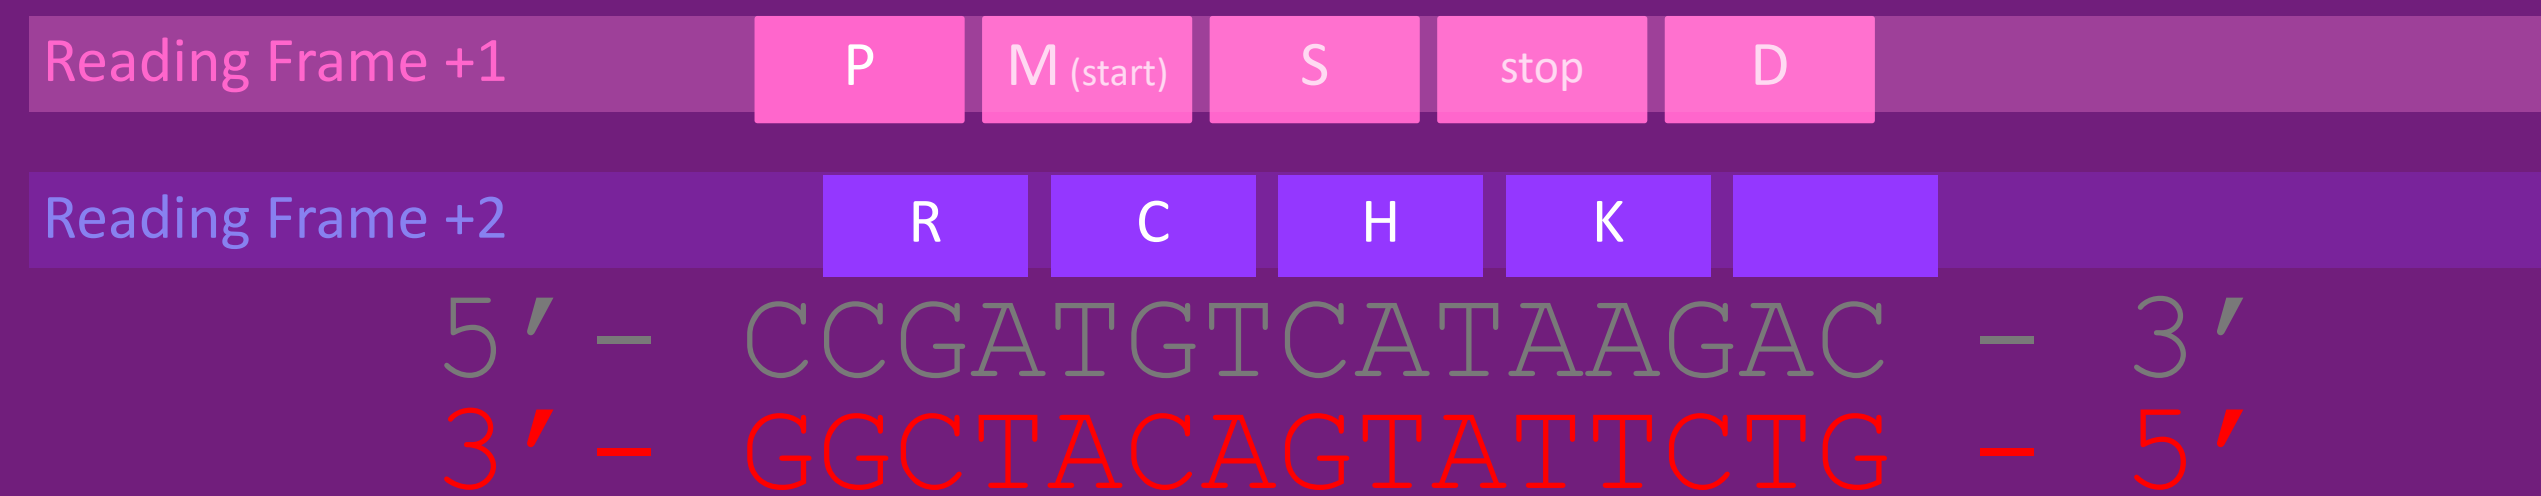 Reading Frame +1 P M (start) S stop D
Reading Frame +2 R C H K
5’- CCGATGTCATAAGAC - 3’
3’- GGCTACAGTATTCTG - 5’